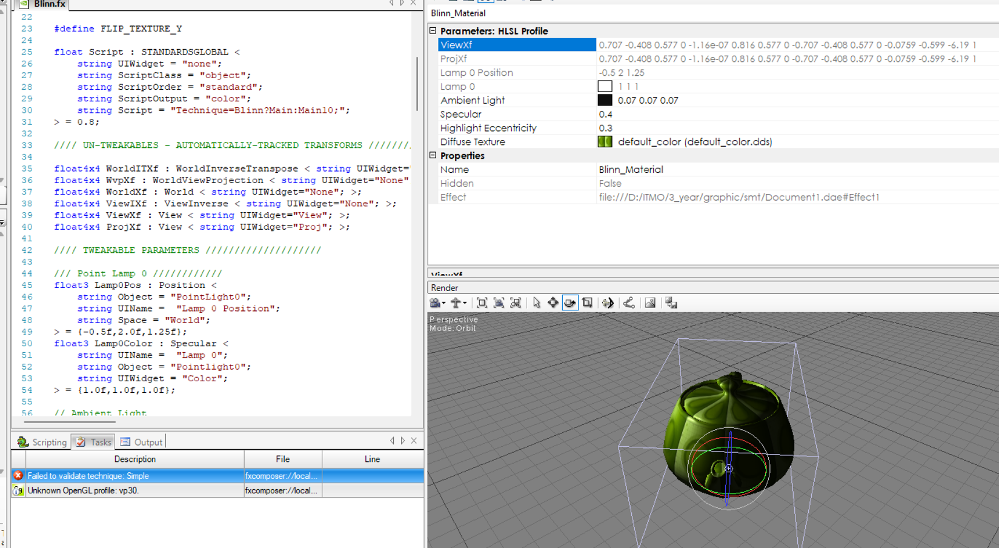 Blinn.fx
22
23 #define FLIP_TEXTURE_Y
24
25 float Script : STANDARDSGLOBAL <
26 string UIWidget = "none";
27 string ScriptClass = "object";
28 string ScriptOrder = "standard";
29 string ScriptOutput = "color";
30 string Script = "Technique=Blinn?Main:Main10;";
31 > = 0.8;
32
33 //// UN-TWEAKABLES - AUTOMATICALLY-TRACKED TRANSFORMS ////////
34
35 float4x4 WorldITXf : WorldInverseTranspose < string UIWidget=
36 float4x4 WvpXf : WorldViewProjection < string UIWidget="None"
37 float4x4 WorldXf : World < string UIWidget="None"; >;
38 float4x4 ViewIXf : ViewInverse < string UIWidget="None"; >;
39 float4x4 ViewXf : View < string UIWidget="View"; >;
40 float4x4 ProjXf : View < string UIWidget="Proj"; >;
41
42 //// TWEAKABLE PARAMETERS ////////////////////
43
44 /// Point Lamp 0 ////////////
45 float3 Lamp0Pos : Position <
46 string Object = "PointLight0";
47 string UIName =  "Lamp 0 Position";
48 string Space = "World";
49 > = {-0.5f,2.0f,1.25f};
50 float3 Lamp0Color : Specular <
51 string UIName =  "Lamp 0";
52 string Object = "Pointlight0";
53 string UIWidget = "Color";
54 > = {1.0f,1.0f,1.0f};
55
56 // Ambient Light
Scripting Tasks Output
Description File Line
Failed to validate technique: Simple fxcomposer://local...
Unknown OpenGL profile: vp30. fxcomposer://local...
Blinn_Material
Parameters: HLSL Profile
ViewXf 0.707 -0.408 0.577 0 -1.16e-07 0.816 0.577 0 -0.707 -0.408 0.577 0 -0.0759 -0.599 -6.19 1
ProjXf 0.707 -0.408 0.577 0 -1.16e-07 0.816 0.577 0 -0.707 -0.408 0.577 0 -0.0759 -0.599 -6.19 1
Lamp 0 Position -0.5 2 1.25
Lamp 0 1 1 1
Ambient Light 0.07 0.07 0.07
Specular 0.4
Highlight Eccentricity 0.3
Diffuse Texture default_color (default_color.dds)
Properties
Name Blinn_Material
Hidden False
Effect file:///D:/ITMO/3_year/graphic/smt/Document1.dae#Effect1
ViewXf
Render
Perspective
Mode: Orbit